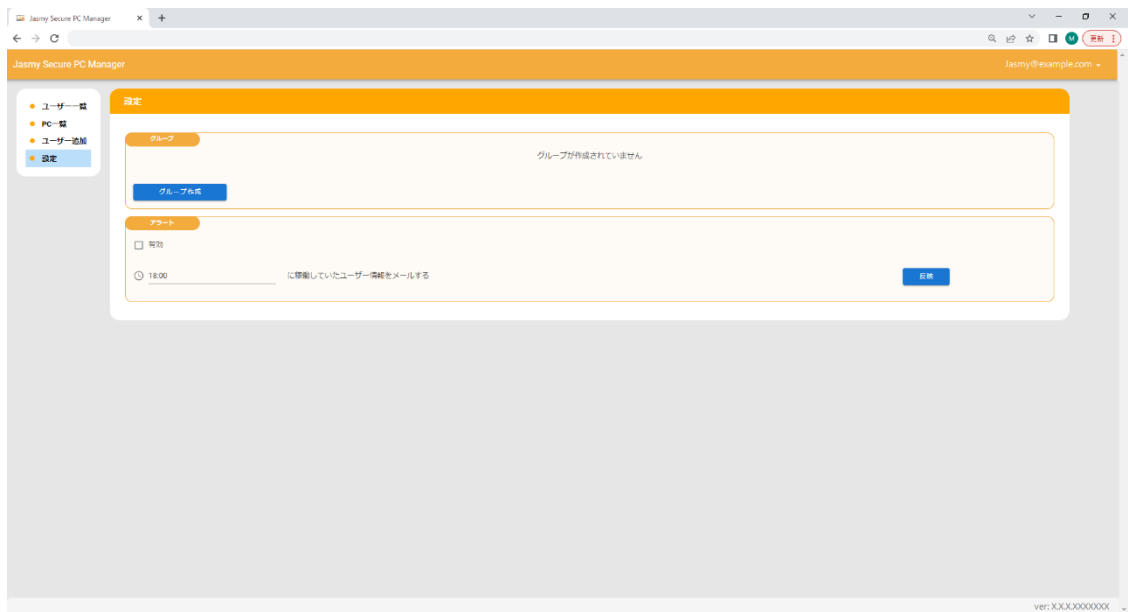 Jasmy Secure PC Manager
更新
Jasmy Secure PC Manager
Jasmy@example.com
ユーザー一覧
PC一覧
ユーザー追加
設定
設定
グループ
グループが作成されていません
グループ作成
アラート
有効
18:00 に稼働していたユーザー情報をメールする
反映
ver: X.X.X.XXXXXXX